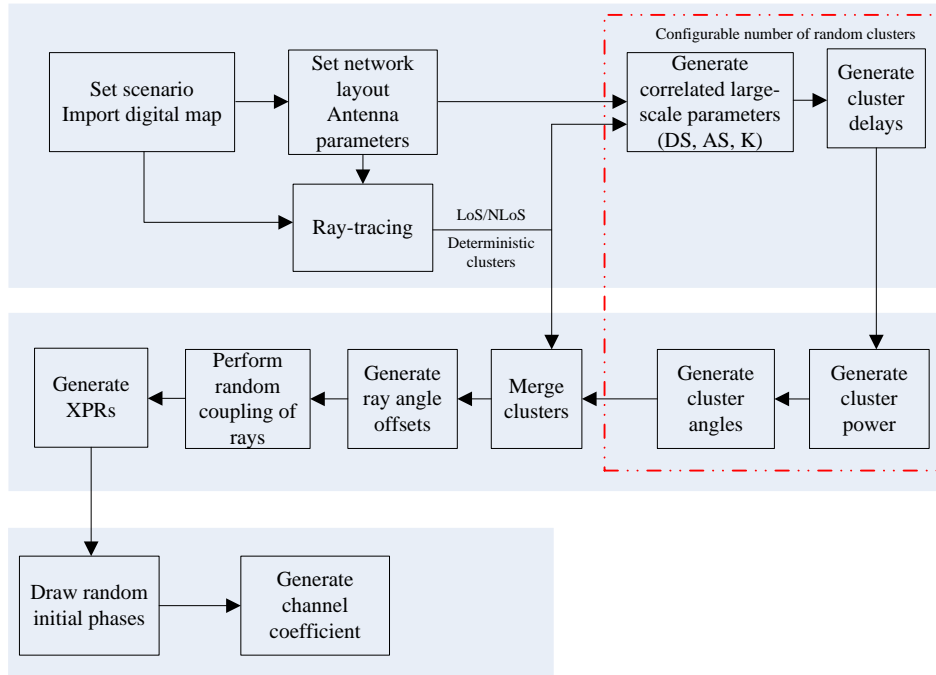 Configurable number of random clusters
Set scenario
Import digital map
Set network
layout
Antenna
parameters
Generate
correlated large-
scale parameters
(DS, AS, K)
Generate
cluster
delays
Ray-tracing
LoS/NLoS
Deterministic
clusters
Generate
XPRs
Perform
random
coupling of
rays
Generate
ray angle
offsets
Merge
clusters
Generate
cluster
angles
Generate
cluster
power
Draw random
initial phases
Generate
channel
coefficient